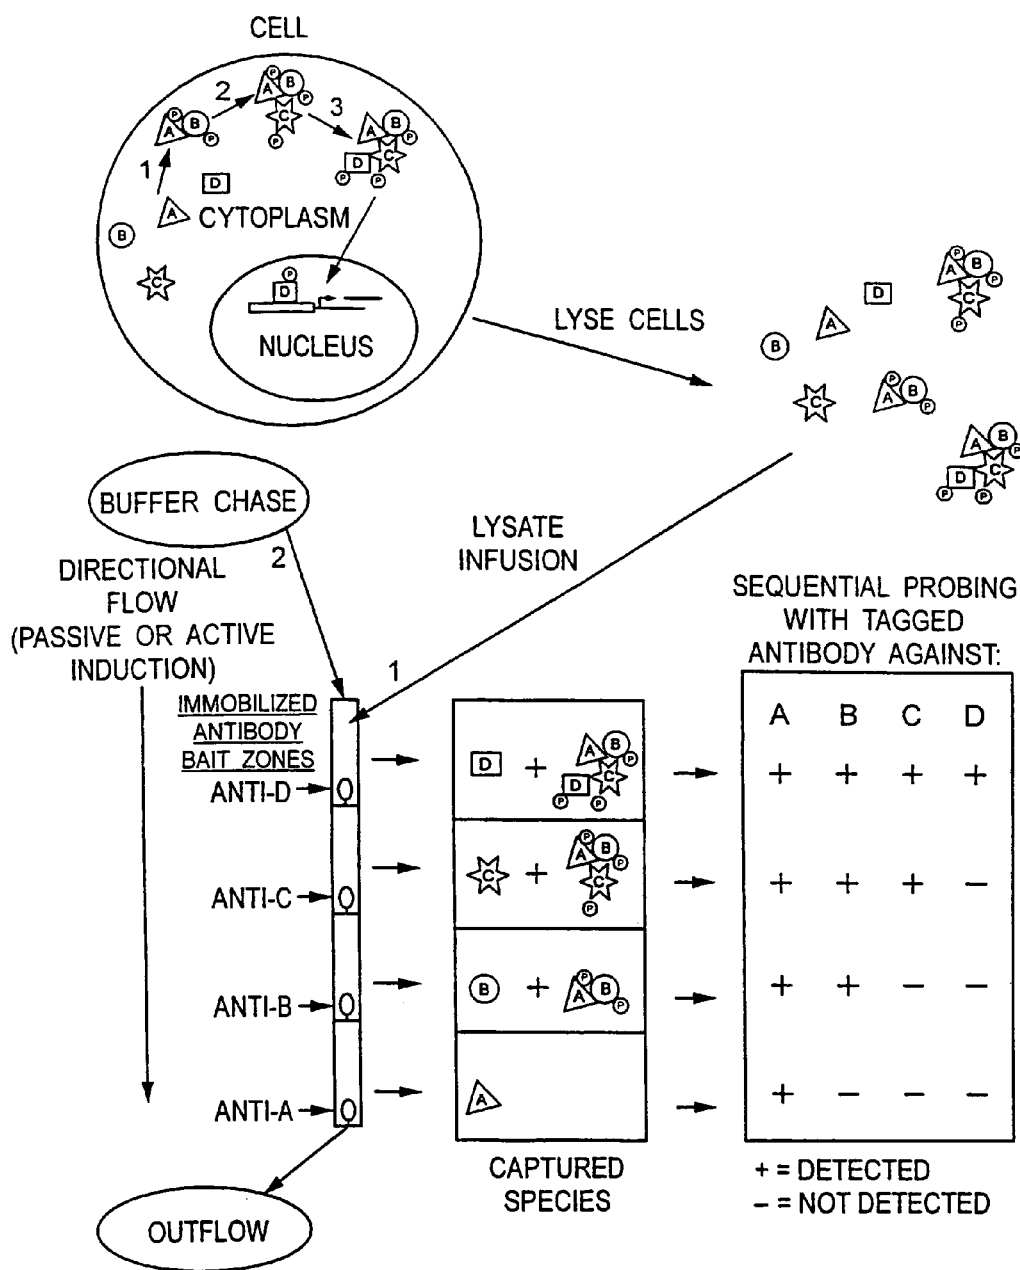 CELL
A P B P
2
A P B P C P
3
A B P C D P P
1
D
A
CYTOPLASM
B
C
P
D
NUCLEUS
LYSE CELLS
D
A
B
C
A P B P C P
A P B P
A B P C D P P
BUFFER CHASE
2
DIRECTIONAL
FLOW
(PASSIVE OR ACTIVE
INDUCTION)
LYSATE
INFUSION
1
SEQUENTIAL PROBING
WITH TAGGED
ANTIBODY AGAINST:
IMMOBILIZED
ANTIBODY
BAIT ZONES
A B C D
ANTI-D
D + A B P C D P P
+ + + +
ANTI-C
C + A P B P C P
+ + + −
ANTI-B
B + A P B P
+ + − −
ANTI-A
A
+ − − −
CAPTURED
SPECIES
+ = DETECTED
− = NOT DETECTED
OUTFLOW